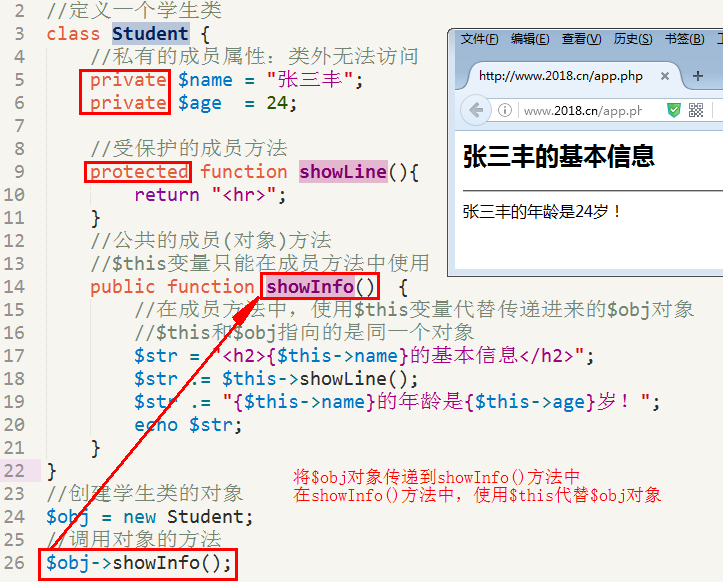 2 //定义一个学生类
3 class Student {
4 //私有的成员属性：类外无法访问
5 private $name = "张三丰";
6 private $age  = 24;
7
8 //受保护的成员方法
9 protected function showLine(){
10 return "<hr>";
11 }
12 //公共的成员(对象)方法
13 //$this变量只能在成员方法中使用
14 public function showInfo()  {
15 //在成员方法中，使用$this变量代替传递进来的$obj对象
16 //$this和$obj指向的是同一个对象
17 $str = "<h2>{$this->name}的基本信息</h2>";
18 $str .= $this->showLine();
19 $str .= "{$this->name}的年龄是{$this->age}岁！";
20 echo $str;
21 }
22 }
23 //创建学生类的对象
24 $obj = new Student;
25 //调用对象的方法
26 $obj->showInfo();
将$obj对象传递到showInfo()方法中
在showInfo()方法中，使用$this代替$obj对象
文件(F) 编辑(E) 查看(V) 历史(S) 书签(B)
http://www.2018.cn/app.php
www.2018.cn/app.ph
张三丰的基本信息
张三丰的年龄是24岁！